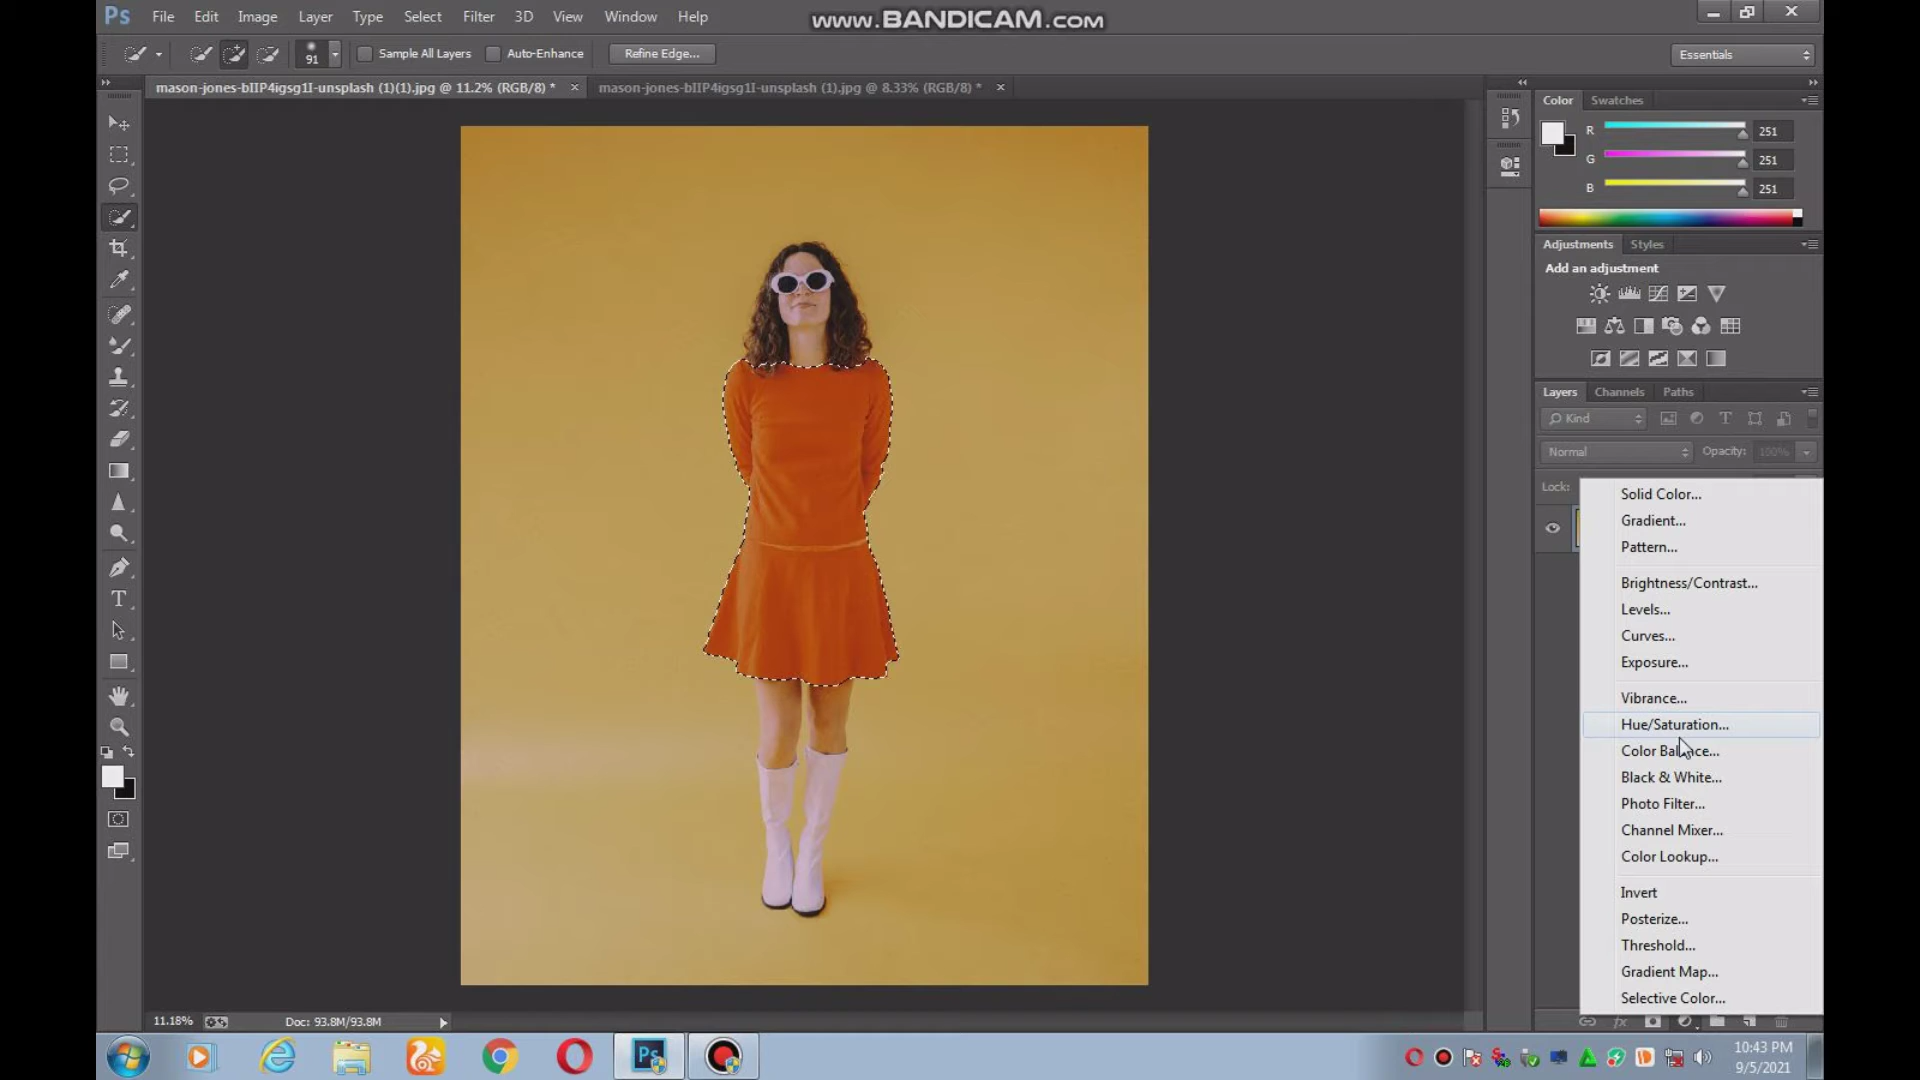 Ps File Edit Image Layer Type Select Filter 3D View Window Help
www.BANDICAM.com
91 Sample All Layers Auto-Enhance Refine Edge... Essentials
mason-jones-bIIP4igsg1I-unsplash (1)(1).jpg @ 11.2% (RGB/8) * mason-jones-bIIP4igsg1I-unsplash (1).jpg @ 8.33% (RGB/8) *
Color Swatches
R 251
G 251
B 251
Adjustments Styles
Add an adjustment
Layers Channels Paths
Kind
Normal Opacity: 100%
Lock:
Solid Color...
Gradient...
Pattern...
Brightness/Contrast...
Levels...
Curves...
Exposure...
Vibrance...
Hue/Saturation...
Color Balance...
Black & White...
Photo Filter...
Channel Mixer...
Color Lookup...
Invert
Posterize...
Threshold...
Gradient Map...
Selective Color...
11.18% Doc: 93.8M/93.8M
Ps
10:43 PM
9/5/2021